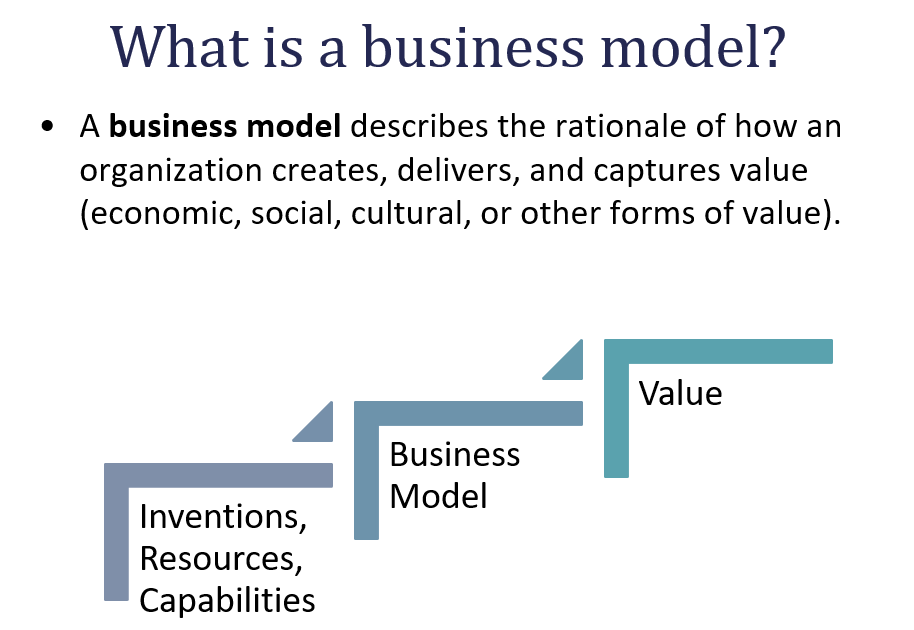 What is a business model?
• A business model describes the rationale of how an
organization creates, delivers, and captures value
(economic, social, cultural, or other forms of value).
Value
Business
Model
Inventions,
Resources,
Capabilities